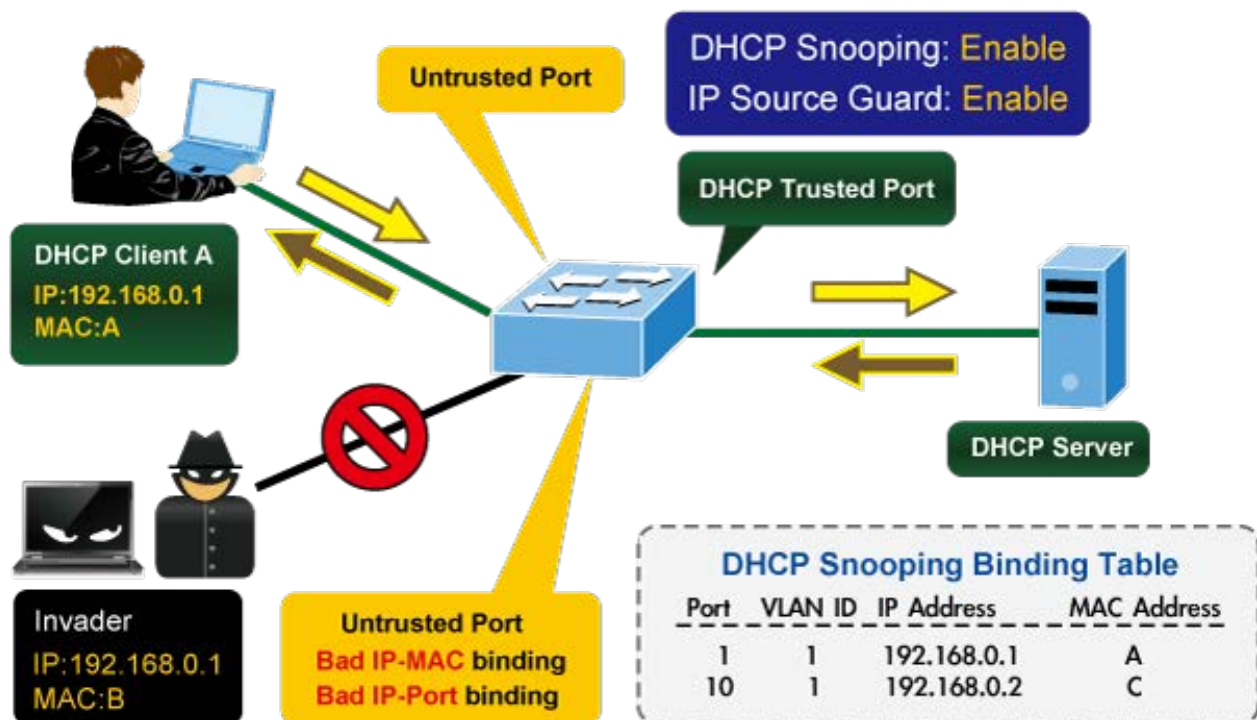 Untrusted Port
DHCP Snooping: Enable
IP Source Guard: Enable
DHCP Trusted Port
DHCP Client A
IP:192.168.0.1
MAC:A
DHCP Server
Invader
IP:192.168.0.1
MAC:B
Untrusted Port
Bad IP-MAC binding
Bad IP-Port binding
DHCP Snooping Binding Table
Port VLAN ID IP Address MAC Address
1 1 192.168.0.1 A
10 1 192.168.0.2 C